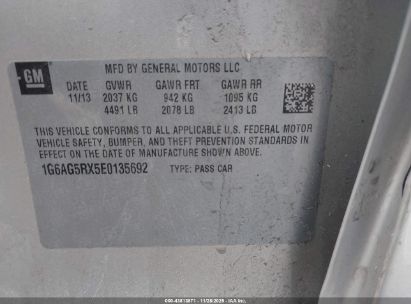 MFD BY GENERAL MOTORS LLC
GM
DATE GVWR GAWR FRT GAWR RR
11/13 2037 KG 942 KG 1095 KG
4491 LB 2078 LB 2413 LB
THIS VEHICLE CONFORMS TO ALL APPLICABLE U.S. FEDERAL MOTOR
VEHICLE SAFETY, BUMPER, AND THEFT PREVENTION STANDARDS IN
EFFECT ON THE DATE OF MANUFACTURE SHOWN ABOVE.
1G6AG5RX5E0135692 TYPE: PASS CAR